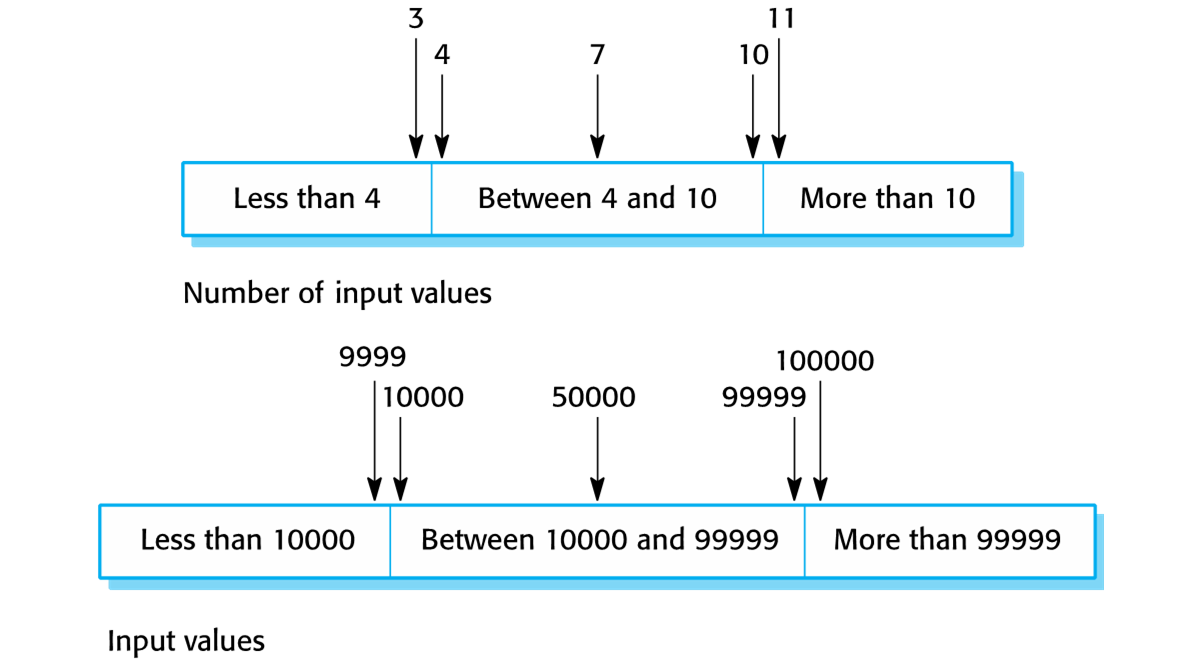 3
11
4
7
10
Less than 4
Between 4 and 10
More than 10
Number of input values
9999
100000
10000
50000
99999
Less than 10000
Between 10000 and 99999
More than 99999
Input values